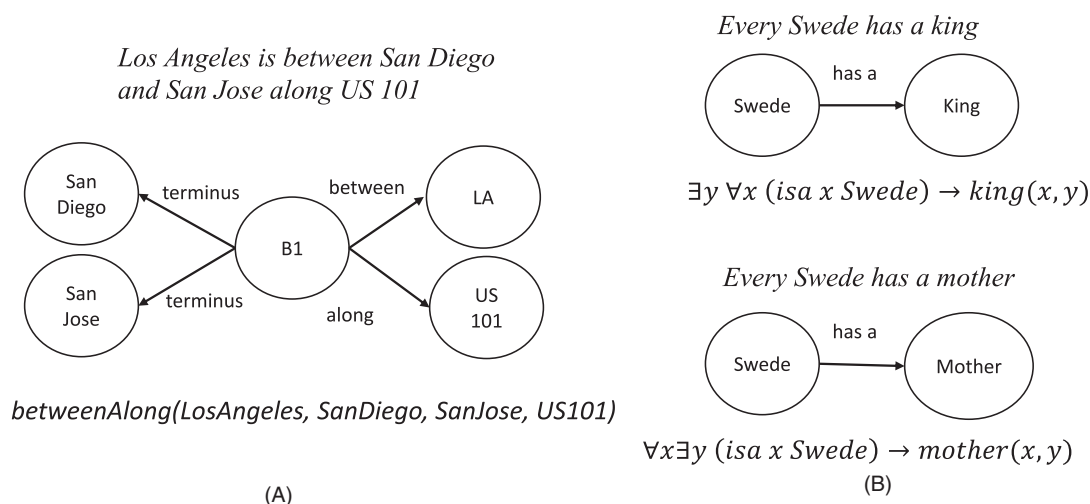 Los Angeles is between San Diego
and San Jose along US 101
San
Diego
terminus
between
LA
B1
San
Jose
terminus
along
US
101
betweenAlong(LosAngeles, SanDiego, SanJose, US101)
(A)
Every Swede has a king
Swede
has a
King
∃y ∀x (isa x Swede) → king(x, y)
Every Swede has a mother
Swede
has a
Mother
∀x∃y (isa x Swede) → mother(x, y)
(B)